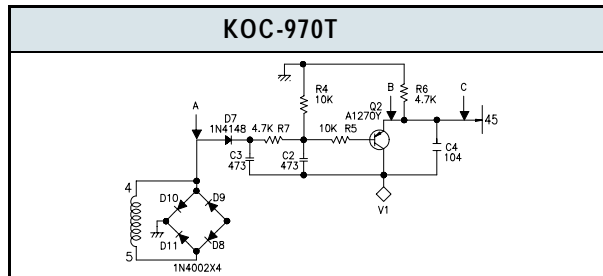 KOC-970T
R4
10K
B
Q2
A1270Y
R6
4.7K
C
A
D7
1N4148
4.7K R7
10K R5
45
C3
473
C2
473
C4
104
4
D10
D9
V1
D11
D8
5
1N4002X4